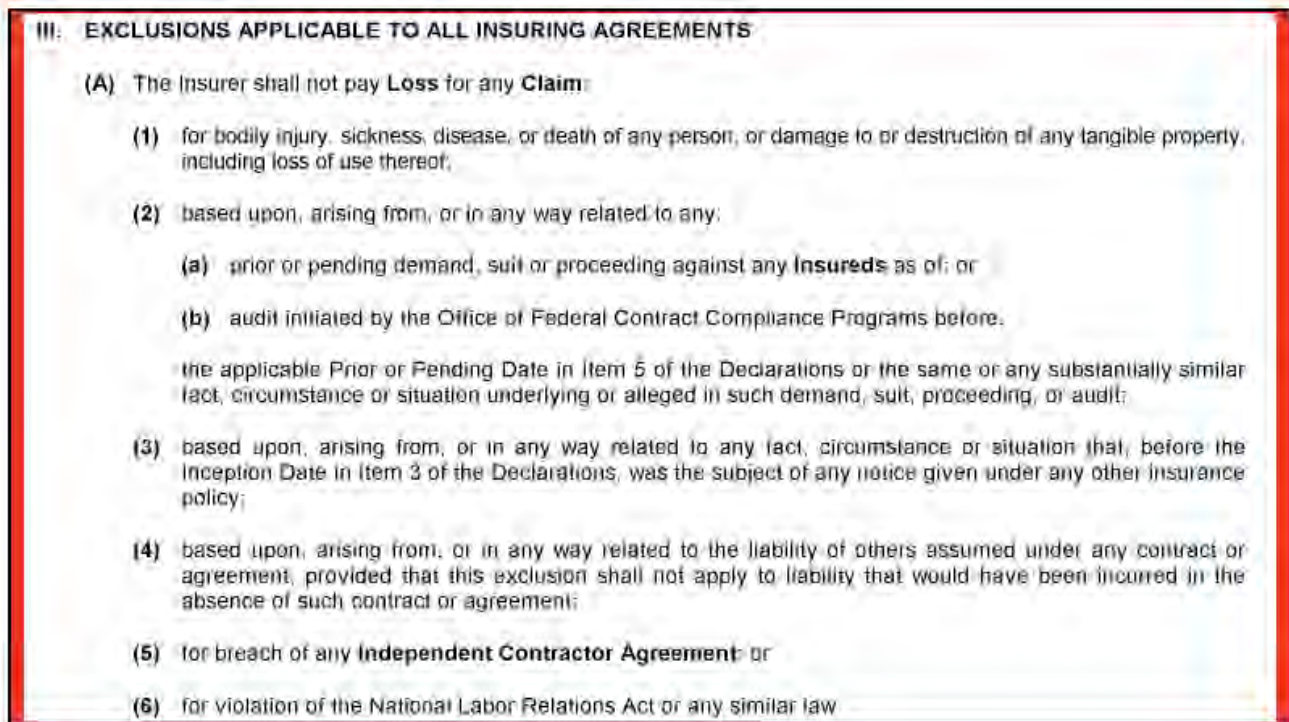 III. EXCLUSIONS APPLICABLE TO ALL INSURING AGREEMENTS
(A) The Insurer shall not pay Loss for any Claim:
(1) for bodily injury, sickness, disease, or death of any person, or damage to or destruction of any tangible property,
including loss of use thereof;
(2) based upon, arising from, or in any way related to any:
(a) prior or pending demand, suit or proceeding against any Insureds as of; or
(b) audit initiated by the Office of Federal Contract Compliance Programs before,
the applicable Prior or Pending Date in Item 5 of the Declarations or the same or any substantially similar
fact, circumstance or situation underlying or alleged in such demand, suit, proceeding, or audit;
(3) based upon, arising from, or in any way related to any fact, circumstance or situation that, before the
Inception Date in Item 3 of the Declarations, was the subject of any notice given under any other insurance
policy;
(4) based upon, arising from, or in any way related to the liability of others assumed under any contract or
agreement, provided that this exclusion shall not apply to liability that would have been incurred in the
absence of such contract or agreement;
(5) for breach of any Independent Contractor Agreement; or
(6) for violation of the National Labor Relations Act or any similar law